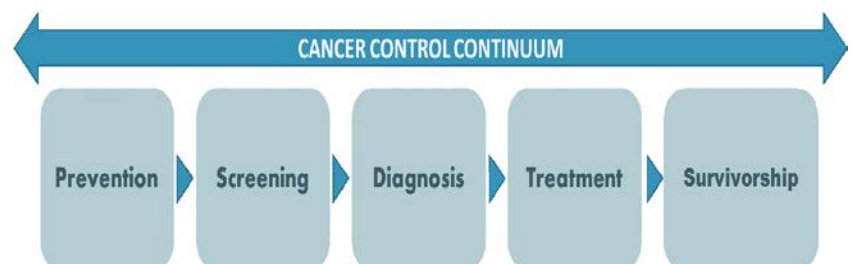 CANCER CONTROL CONTINUUM
Prevention
Screening
Diagnosis
Treatment
Survivorship